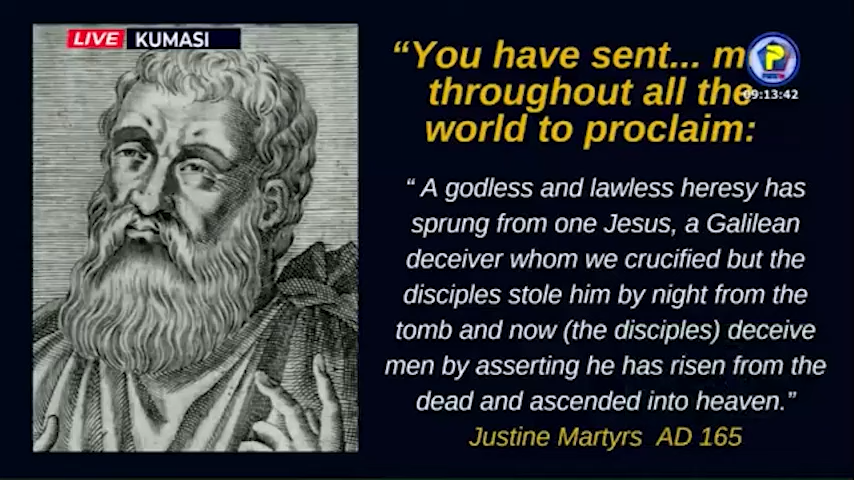 LIVE KUMASI
“You have sent...
throughout all the
world to proclaim:
09:13:42
“ A godless and lawless heresy has
sprung from one Jesus, a Galilean
deceiver whom we crucified but the
disciples stole him by night from the
tomb and now (the disciples) deceive
men by asserting he has risen from the
dead and ascended into heaven.”
Justine Martyrs AD 165